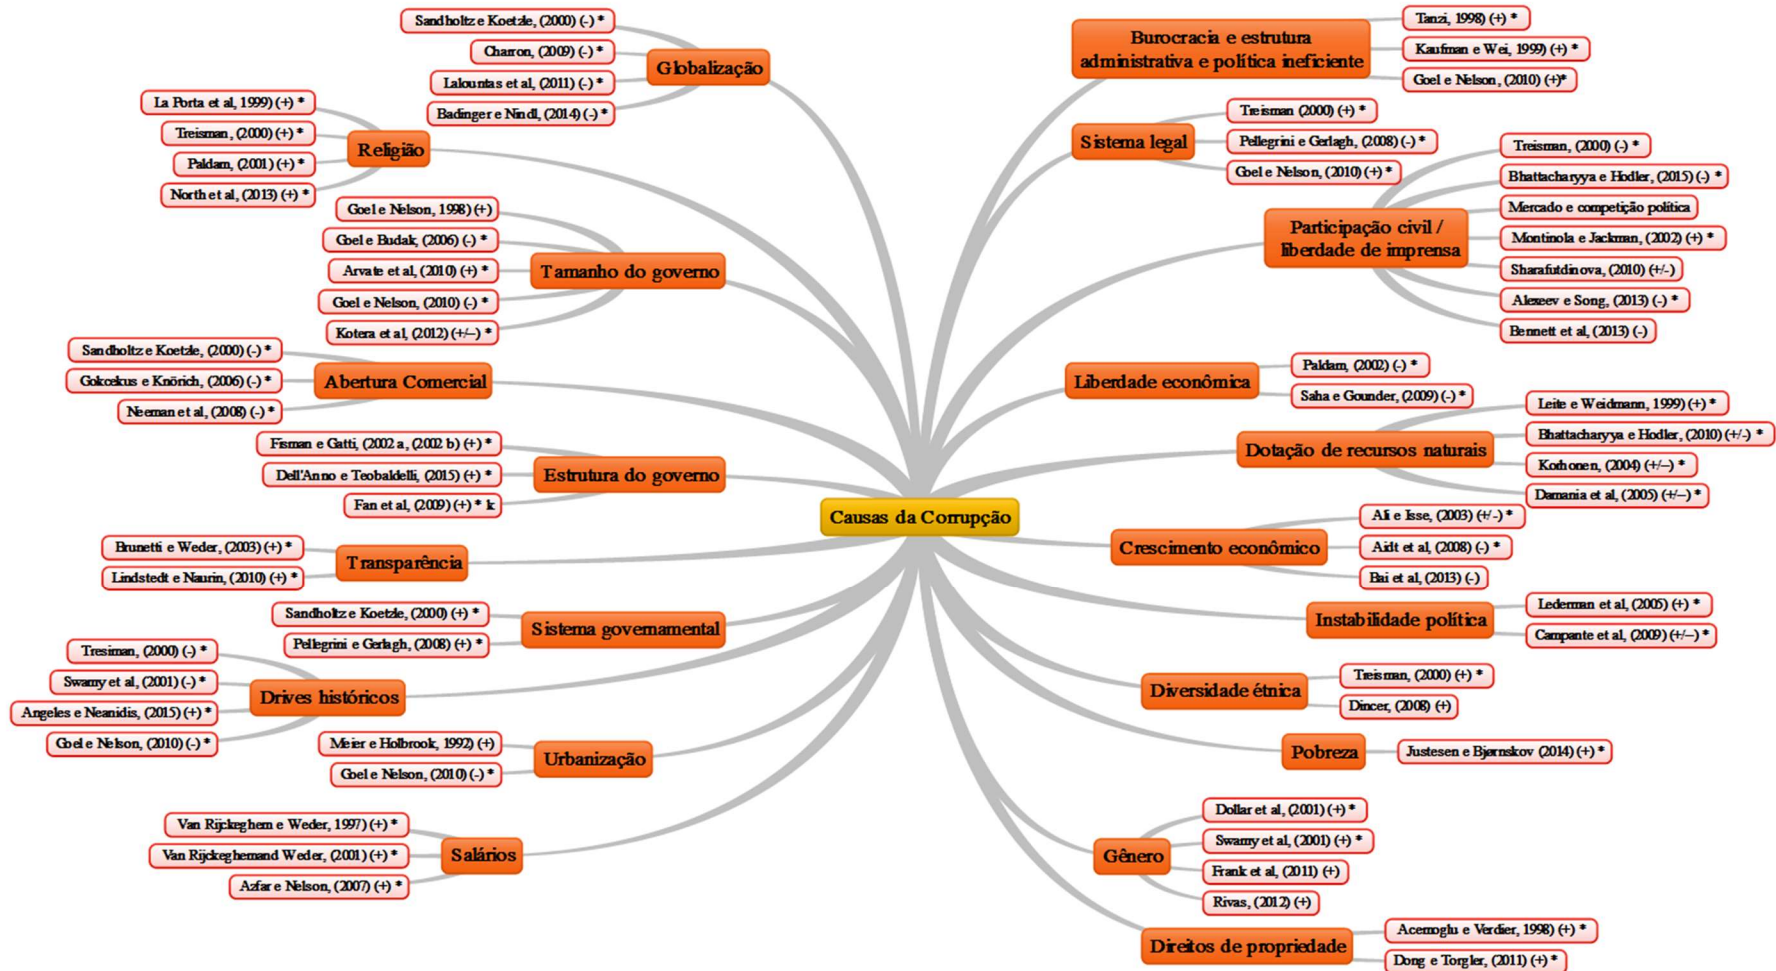 Causas da Corrupção
Globalização
Sandholtz e Koetzle, (2000) (-) *
Charron, (2009) (-) *
Lalountas et al, (2011) (-) *
Badinger e Nindl, (2014) (-) *
Religião
La Porta et al, 1999) (+) *
Treisman, (2000) (+) *
Paldam, (2001) (+) *
North et al, (2013) (+) *
Tamanho do governo
Goel e Nelson, 1998) (+)
Goel e Budak, (2006) (-) *
Arvate et al, (2010) (+) *
Goel e Nelson, (2010) (-) *
Kotera et al, (2012) (+/–) *
Abertura Comercial
Sandholtz e Koetzle, (2000) (-) *
Gokcekus e Knörich, (2006) (-) *
Neeman et al, (2008) (-) *
Estrutura do governo
Fisman e Gatti, (2002 a, (2002 b) (+) *
Dell'Anno e Teobaldelli, (2015) (+) *
Fan et al, (2009) (+) * k
Transparência
Brunetti e Weder, (2003) (+) *
Lindstedt e Naurin, (2010) (+) *
Sistema governamental
Sandholtz e Koetzle, (2000) (+) *
Pellegrini e Gerlagh, (2008) (+) *
Drives históricos
Tresiman, (2000) (-) *
Swamy et al, (2001) (-) *
Angeles e Neanidis, (2015) (+) *
Goel e Nelson, (2010) (-) *
Urbanização
Meier e Holbrook, 1992) (+)
Goel e Nelson, (2010) (-) *
Salários
Van Rijckeghem e Weder, 1997) (+) *
Van Rijckeghemand Weder, (2001) (+) *
Azfar e Nelson, (2007) (+) *
Burocracia e estrutura
administrativa e política ineficiente
Tanzi, 1998) (+) *
Kaufman e Wei, 1999) (+) *
Goel e Nelson, (2010) (+)*
Sistema legal
Treisman (2000) (+) *
Pellegrini e Gerlagh, (2008) (-) *
Goel e Nelson, (2010) (+) *
Participação civil /
liberdade de imprensa
Treisman, (2000) (-) *
Bhattacharyya e Hodler, (2015) (-) *
Mercado e competição política
Montinola e Jackman, (2002) (+) *
Sharafutdinova, (2010) (+/-)
Alexeev e Song, (2013) (-) *
Bennett et al, (2013) (-)
Liberdade econômica
Paldam, (2002) (-) *
Saha e Gounder, (2009) (-) *
Dotação de recursos naturais
Leite e Weidmann, 1999) (+) *
Bhattacharyya e Hodler, (2010) (+/-) *
Korhonen, (2004) (+/–) *
Damania et al, (2005) (+/–) *
Crescimento econômico
Ali e Isse, (2003) (+/-) *
Aidt et al, (2008) (-) *
Bai et al, (2013) (-)
Instabilidade política
Lederman et al, (2005) (+) *
Campante et al, (2009) (+/–) *
Diversidade étnica
Treisman, (2000) (+) *
Dincer, (2008) (+)
Pobreza
Justesen e Bjørnskov (2014) (+) *
Gênero
Dollar et al, (2001) (+) *
Swamy et al, (2001) (+) *
Frank et al, (2011) (+)
Rivas, (2012) (+)
Direitos de propriedade
Acemoglu e Verdier, 1998) (+) *
Dong e Torgler, (2011) (+) *